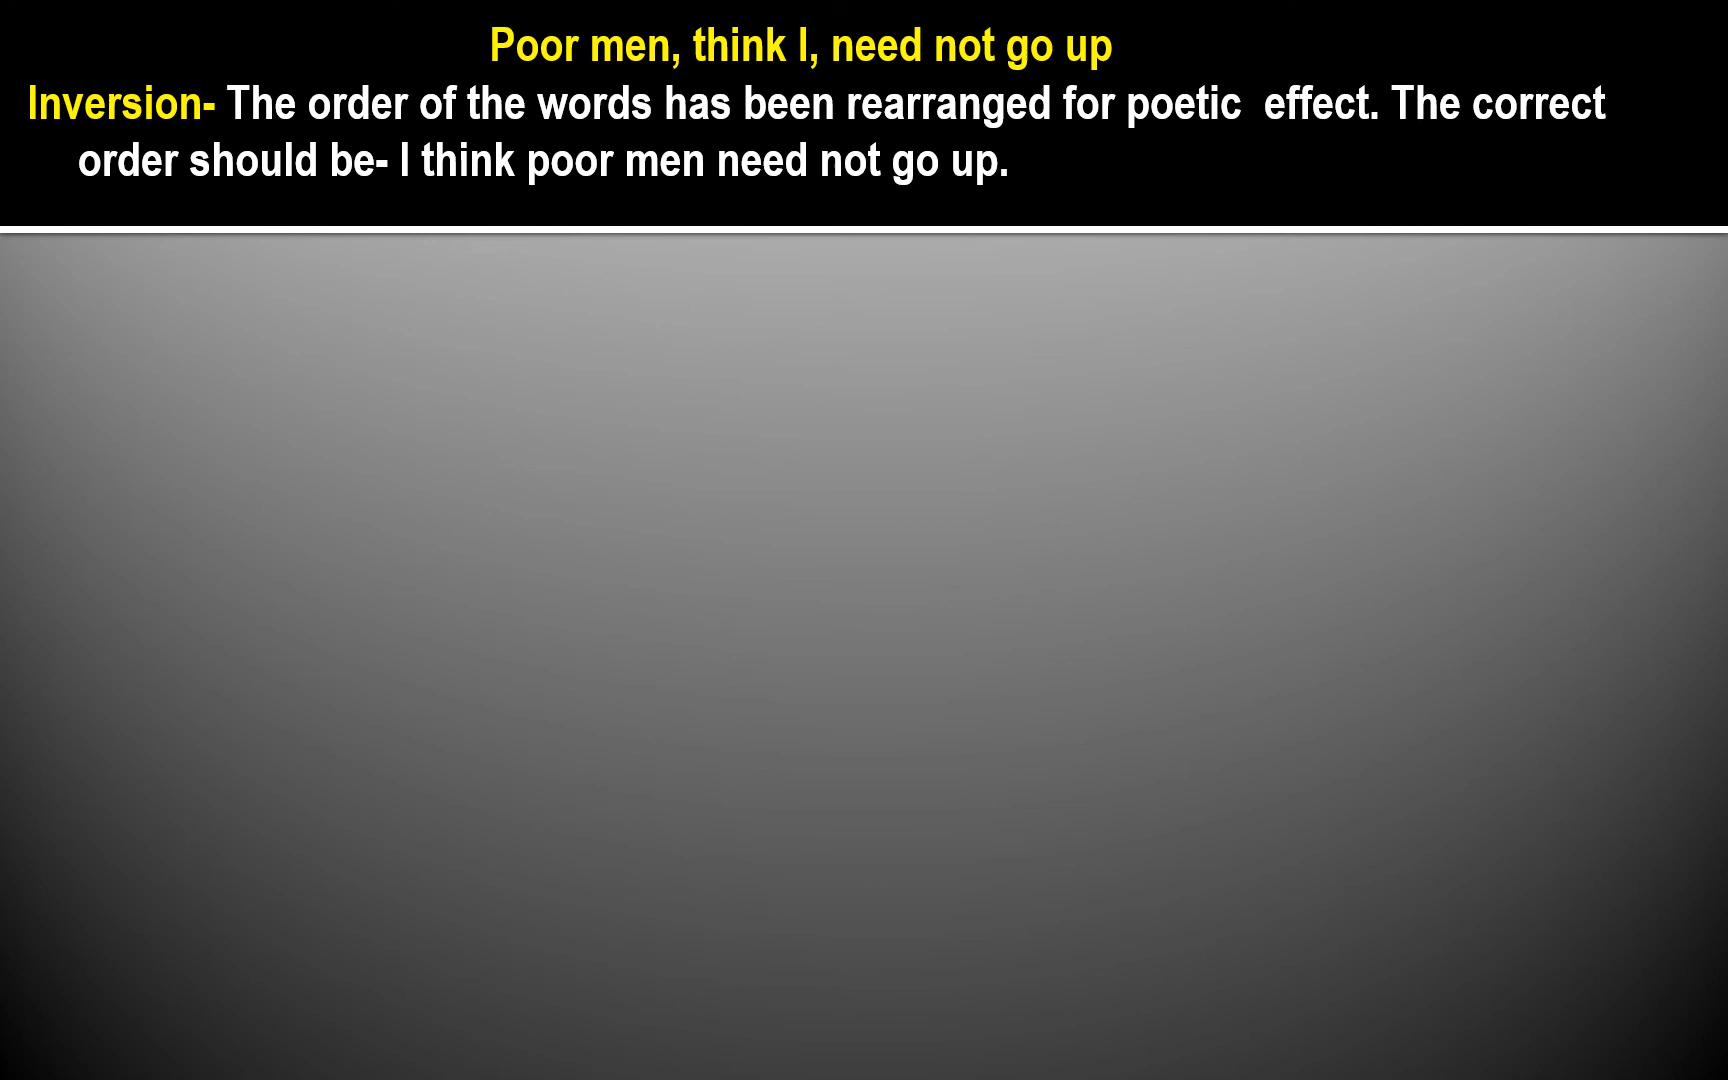 Poor men, think I, need not go up
Inversion- The order of the words has been rearranged for poetic  effect. The correct
order should be- I think poor men need not go up.